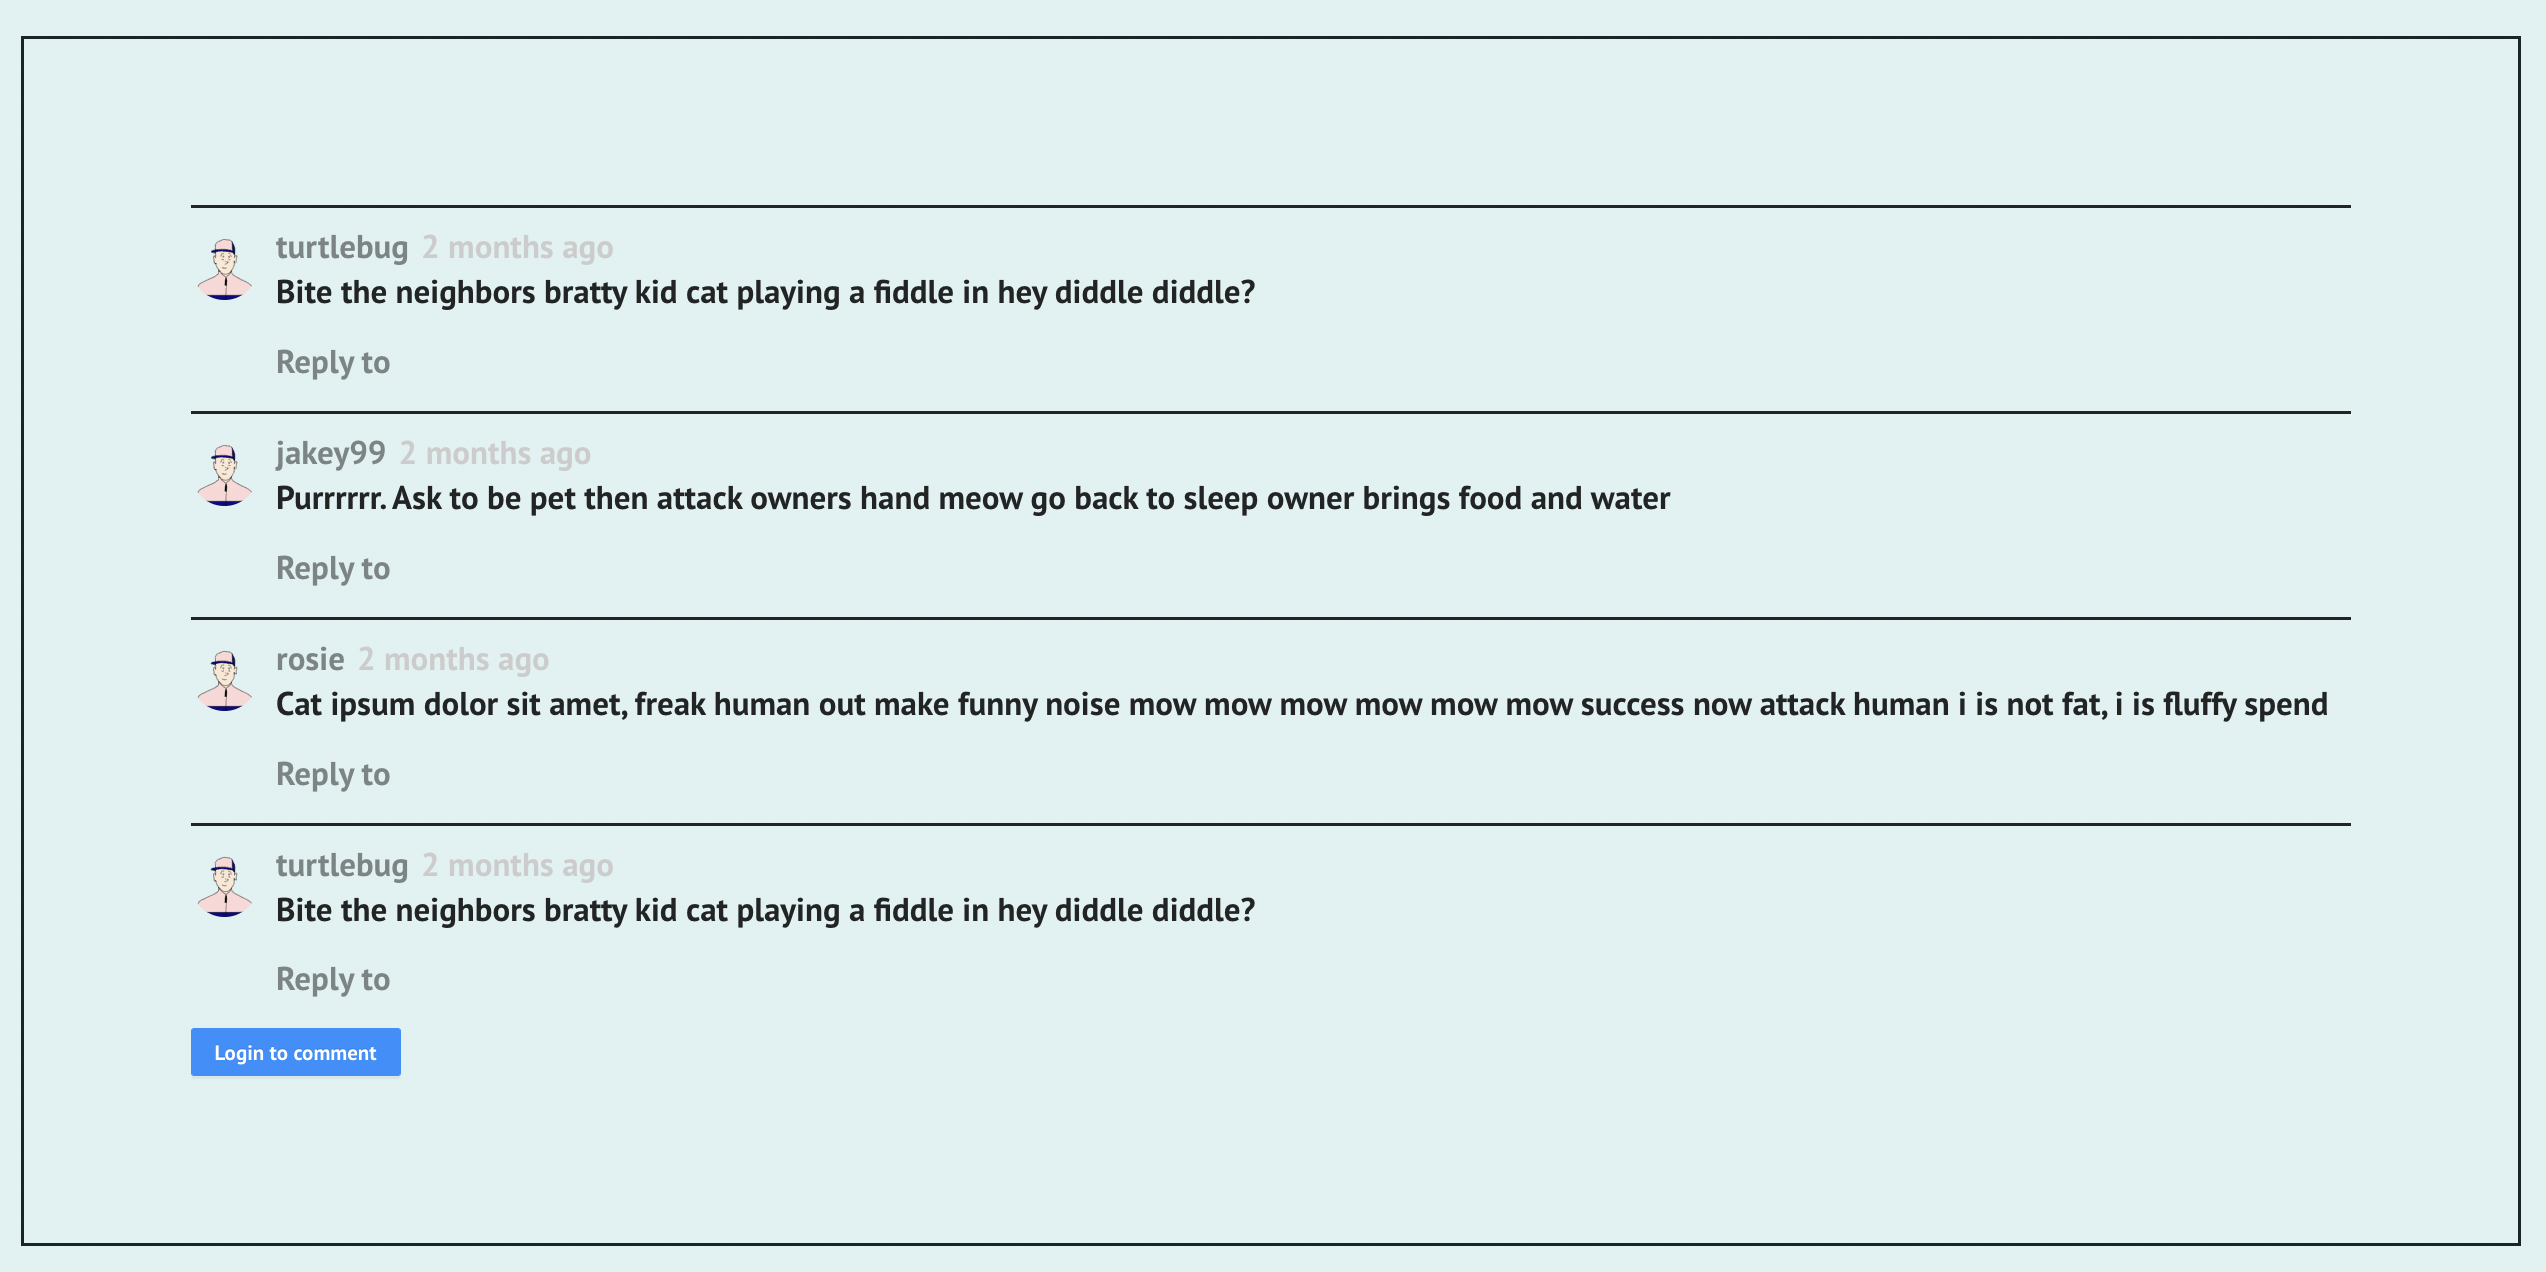 turtlebug 2 months ago
Bite the neighbors bratty kid cat playing a fiddle in hey diddle diddle?
Reply to
jakey99 2 months ago
Purrrrrr. Ask to be pet then attack owners hand meow go back to sleep owner brings food and water
Reply to
rosie 2 months ago
Cat ipsum dolor sit amet, freak human out make funny noise mow mow mow mow mow mow success now attack human i is not fat, i is fluffy spend
Reply to
turtlebug 2 months ago
Bite the neighbors bratty kid cat playing a fiddle in hey diddle diddle?
Reply to
Login to comment